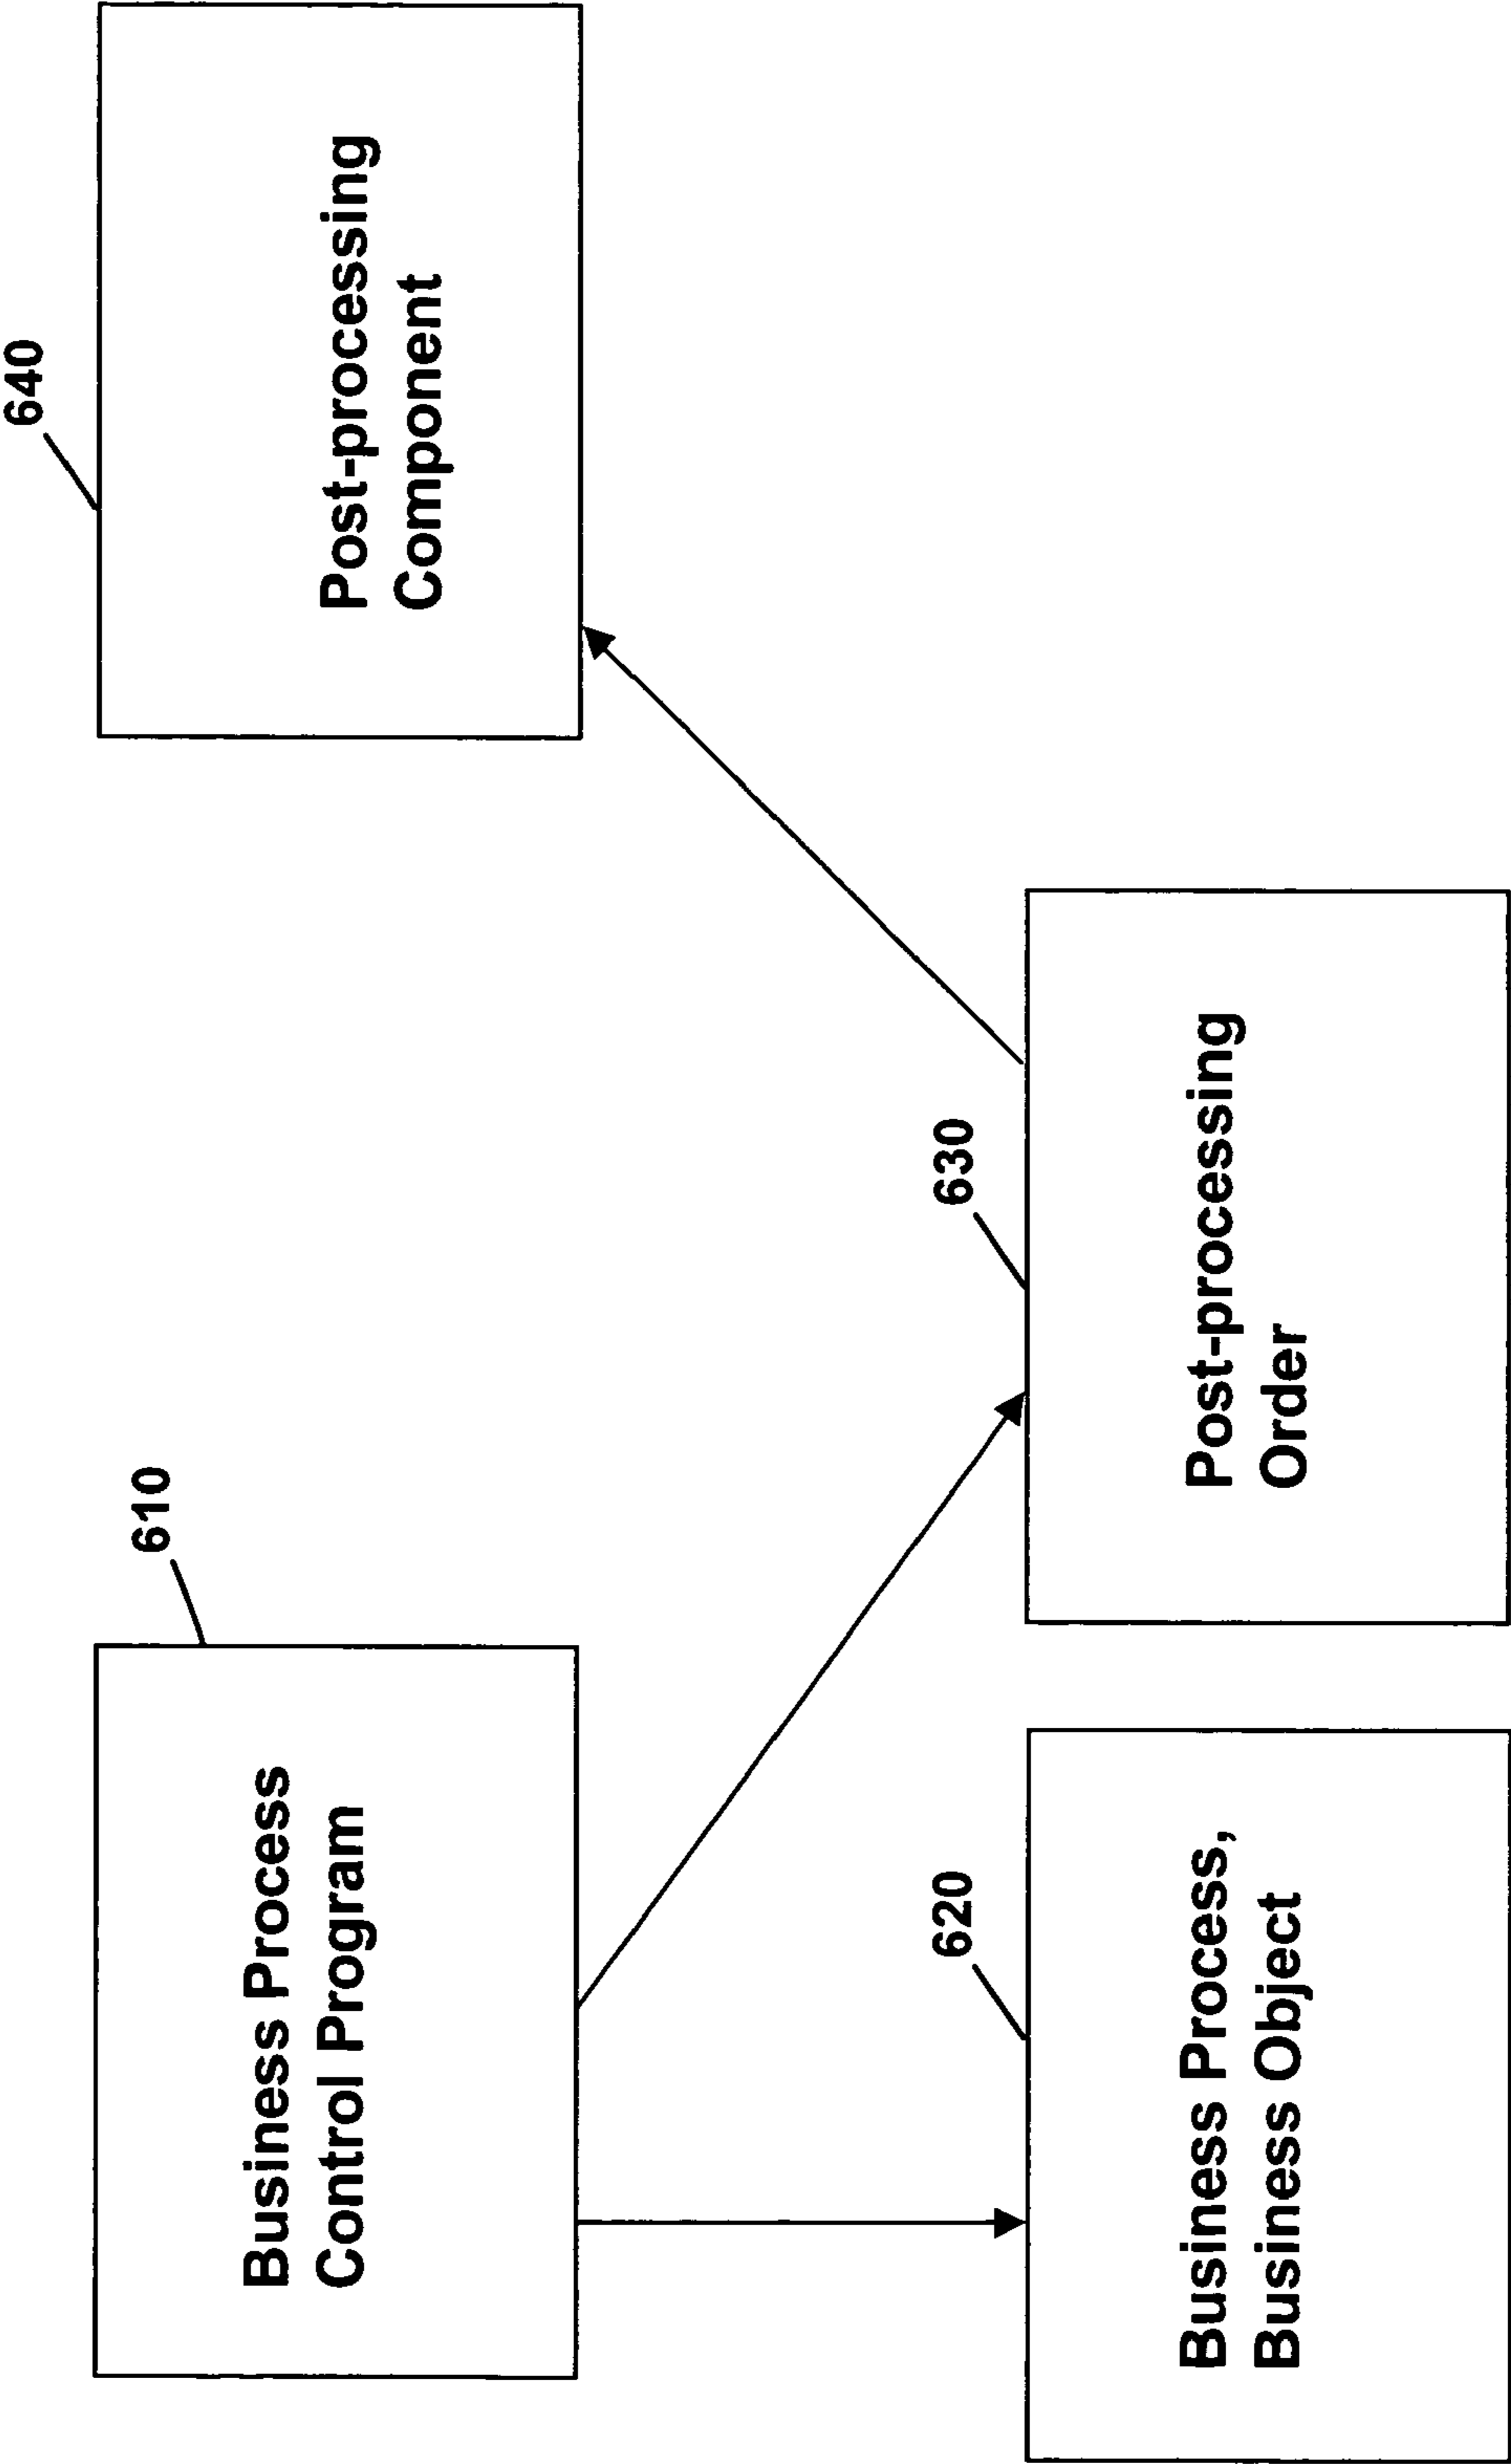 610
Business Process
Control Program
640
Post-processing
Component
620
Business Process,
Business Object
630
Post-processing
Order